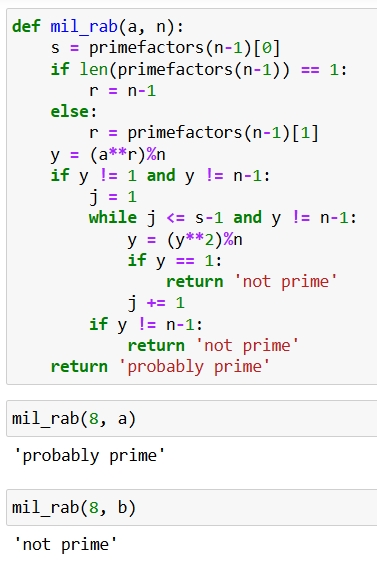 def mil_rab(a, n):
    s = primefactors(n-1)[0]
    if len(primefactors(n-1)) == 1:
        r = n-1
    else:
        r = primefactors(n-1)[1]
    y = (a**r)%n
    if y != 1 and y != n-1:
        j = 1
        while j <= s-1 and y != n-1:
            y = (y**2)%n
            if y == 1:
                return 'not prime'
            j += 1
        if y != n-1:
            return 'not prime'
    return 'probably prime'
mil_rab(8, a)
'probably prime'
mil_rab(8, b)
'not prime'